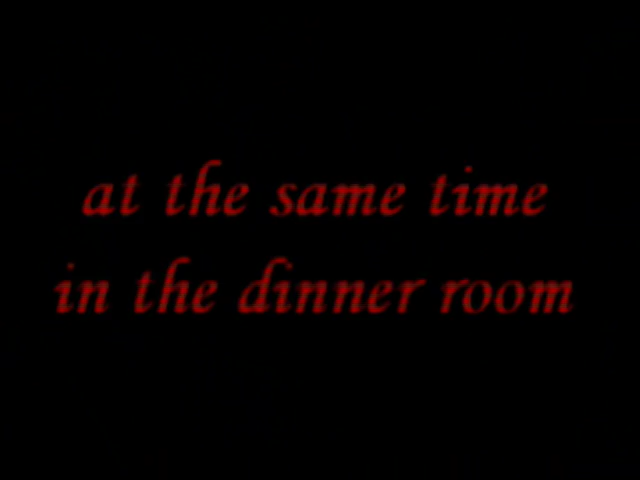 at the same time
in the dinner room